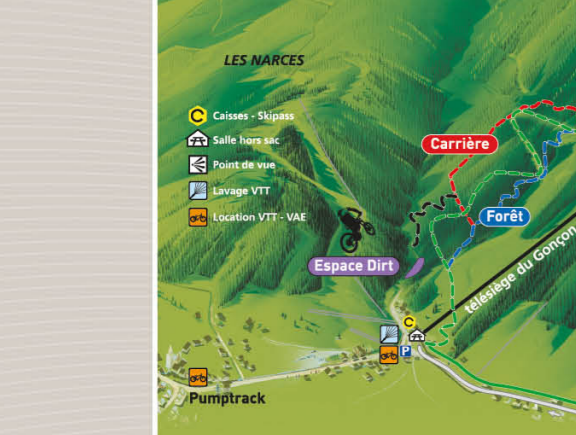 LES NARCES
C Caisses - Skipass
Salle hors sac
Point de vue
Lavage VTT
Location VTT - VAE
Carrière
Forêt
Espace Dirt
télésiège du Gonçon
C
P
Pumptrack